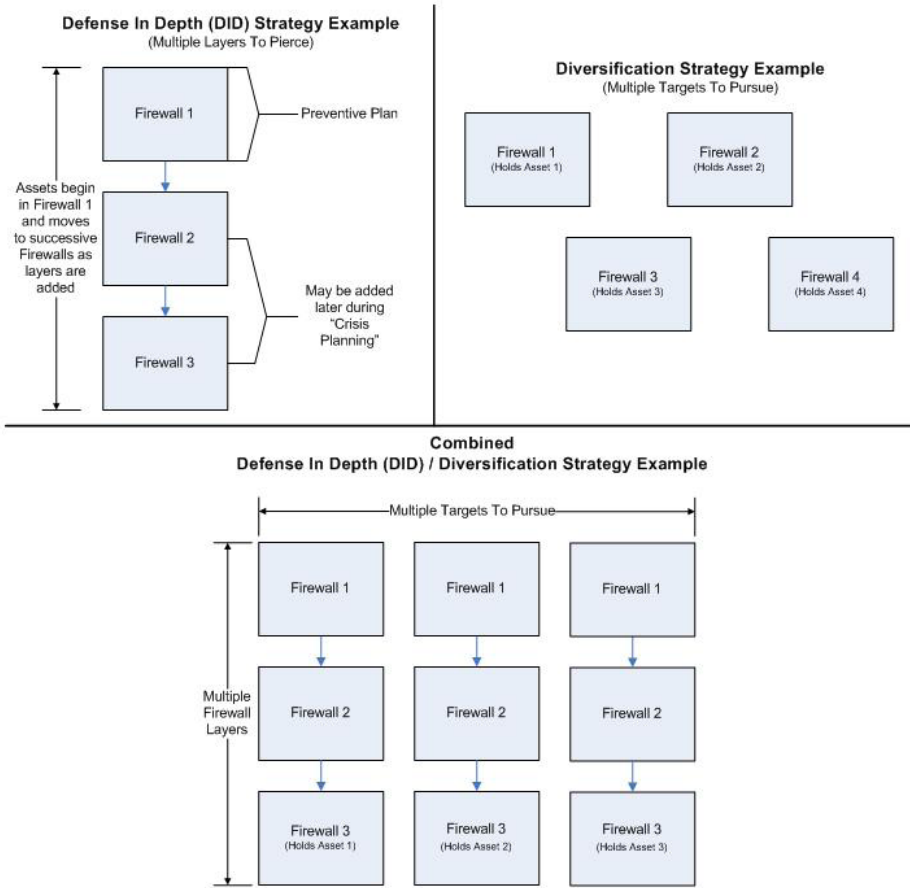 Defense In Depth (DID) Strategy Example
(Multiple Layers To Pierce)
Firewall 1
Preventive Plan
Assets begin
in Firewall 1
and moves
to successive
Firewalls as
layers are
added
Firewall 2
May be added
later during
“Crisis
Planning”
Firewall 3
Diversification Strategy Example
(Multiple Targets To Pursue)
Firewall 1
(Holds Asset 1)
Firewall 2
(Holds Asset 2)
Firewall 3
(Holds Asset 3)
Firewall 4
(Holds Asset 4)
Combined
Defense In Depth (DID) / Diversification Strategy Example
Multiple Targets To Pursue
Multiple
Firewall
Layers
Firewall 1
Firewall 1
Firewall 1
Firewall 2
Firewall 2
Firewall 2
Firewall 3
(Holds Asset 1)
Firewall 3
(Holds Asset 2)
Firewall 3
(Holds Asset 3)